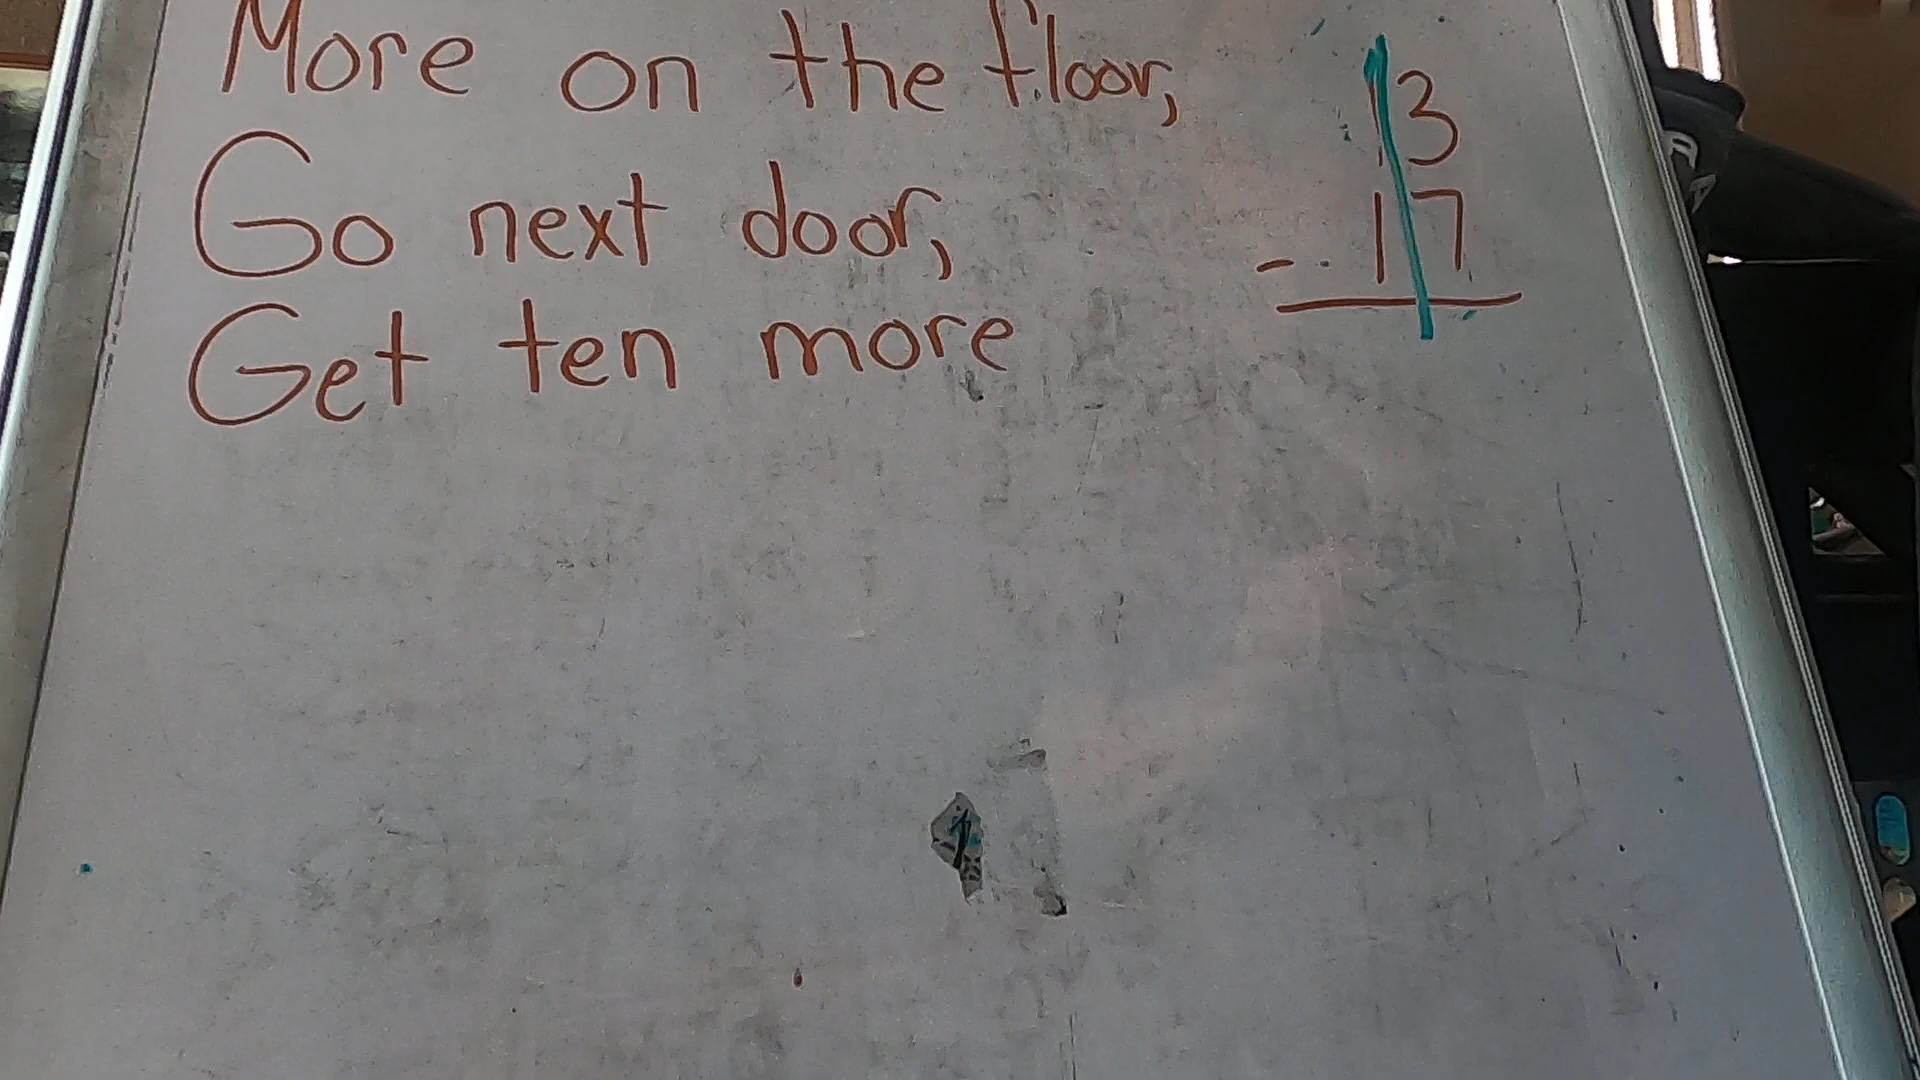 More on the floor,
Go next door,
Get ten more
13
- 17